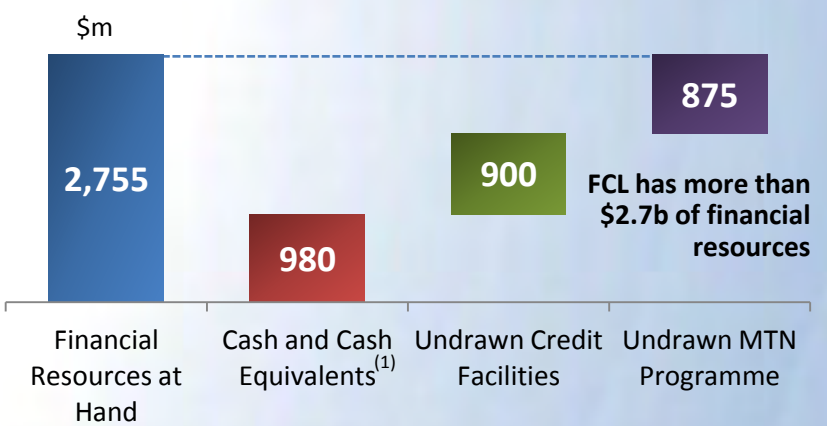 $m
2,755
980
900
875
FCL has more than
$2.7b of financial
resources
Financial
Resources at
Hand
Cash and Cash
Equivalents(1)
Undrawn Credit
Facilities
Undrawn MTN
Programme